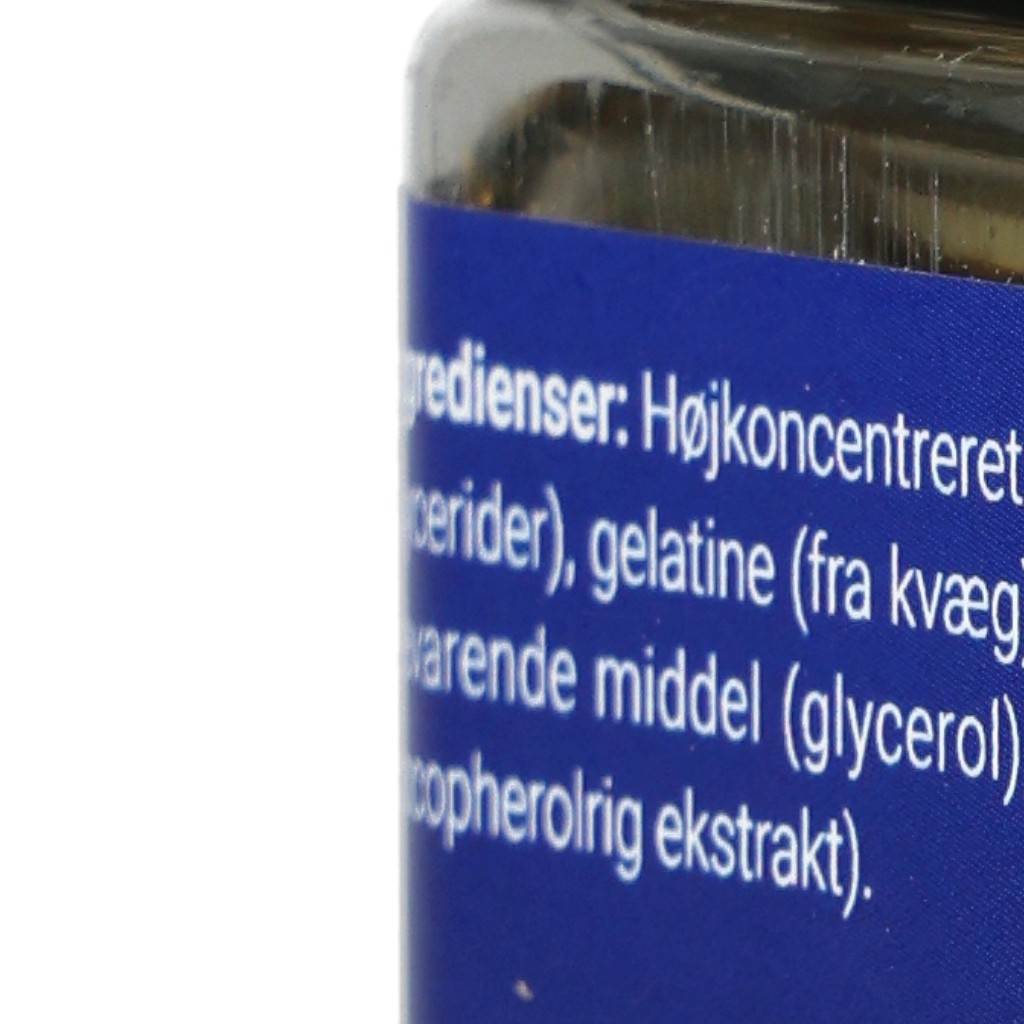 gredienser: Højkoncentreret
cerider), gelatine (fra kvæg)
varende middel (glycerol)
copherolrig ekstrakt).